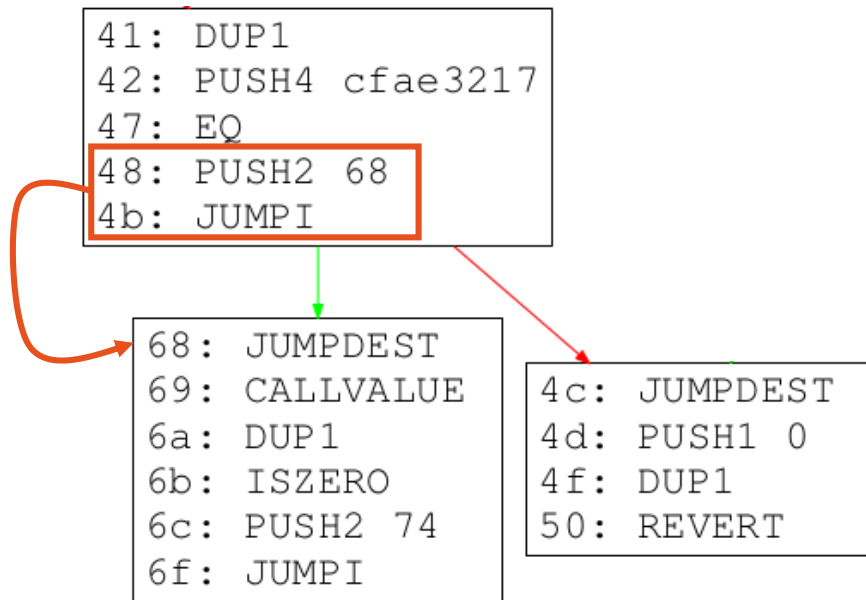 41: DUP1
42: PUSH4 cfae3217
47: EQ
48: PUSH2 68
4b: JUMPI
68: JUMPDEST
69: CALLVALUE
6a: DUP1
6b: ISZERO
6c: PUSH2 74
6f: JUMPI
4c: JUMPDEST
4d: PUSH1 0
4f: DUP1
50: REVERT